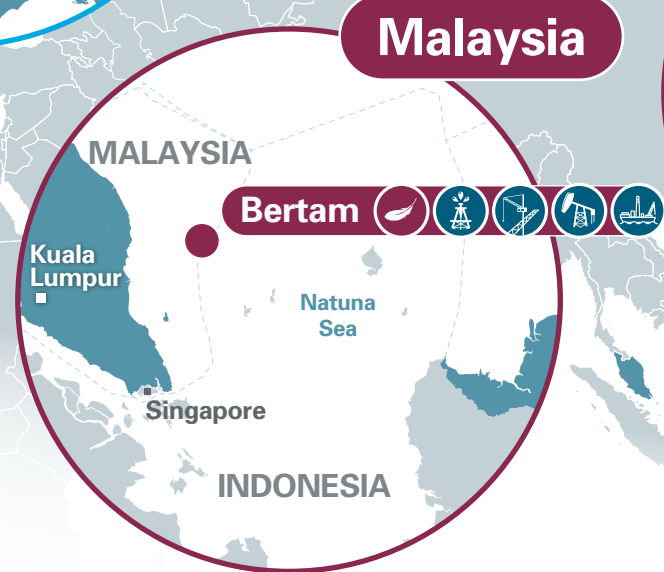 Malaysia
MALAYSIA
Bertam
Kuala
Lumpur
Natuna
Sea
Singapore
INDONESIA